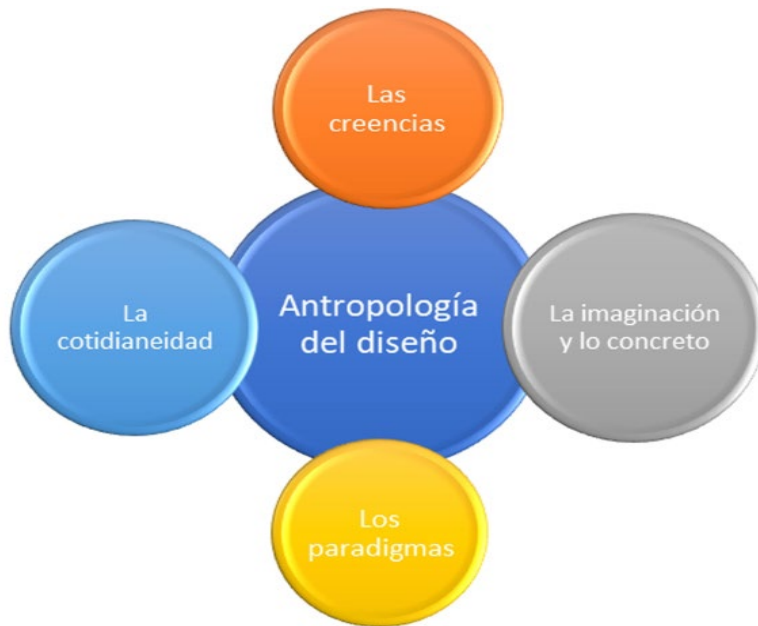 Las
creencias
La
cotidianeidad
Antropología
del diseño
La imaginación
y lo concreto
Los
paradigmas